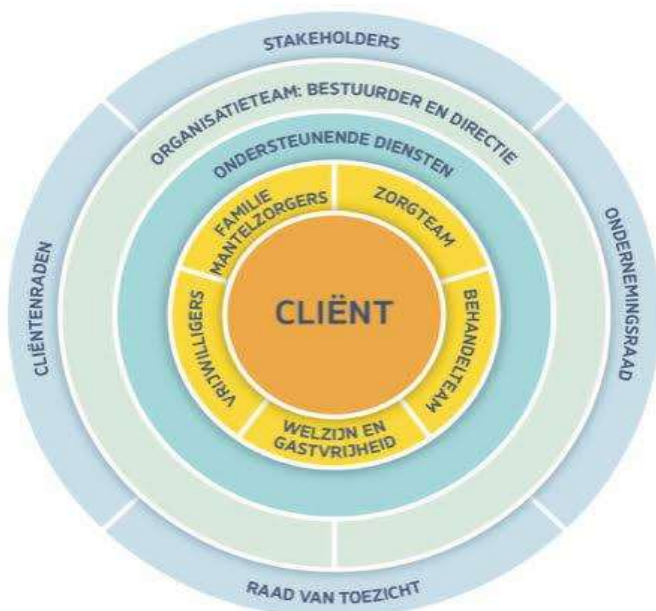 STAKEHOLDERS
ORGANISATIETEAM: BESTUURDER EN DIRECTIE
ONDERSTEUNENDE DIENSTEN
FAMILIE
MANTELZORGERS
ZORGTEAM
CLIËNTENRADEN
VRIJWILLIGERS
CLIËNT
BEHANDELTEAM
ONDERNEMINGSRAAD
WELZIJN EN
GASTVRIJHEID
RAAD VAN TOEZICHT